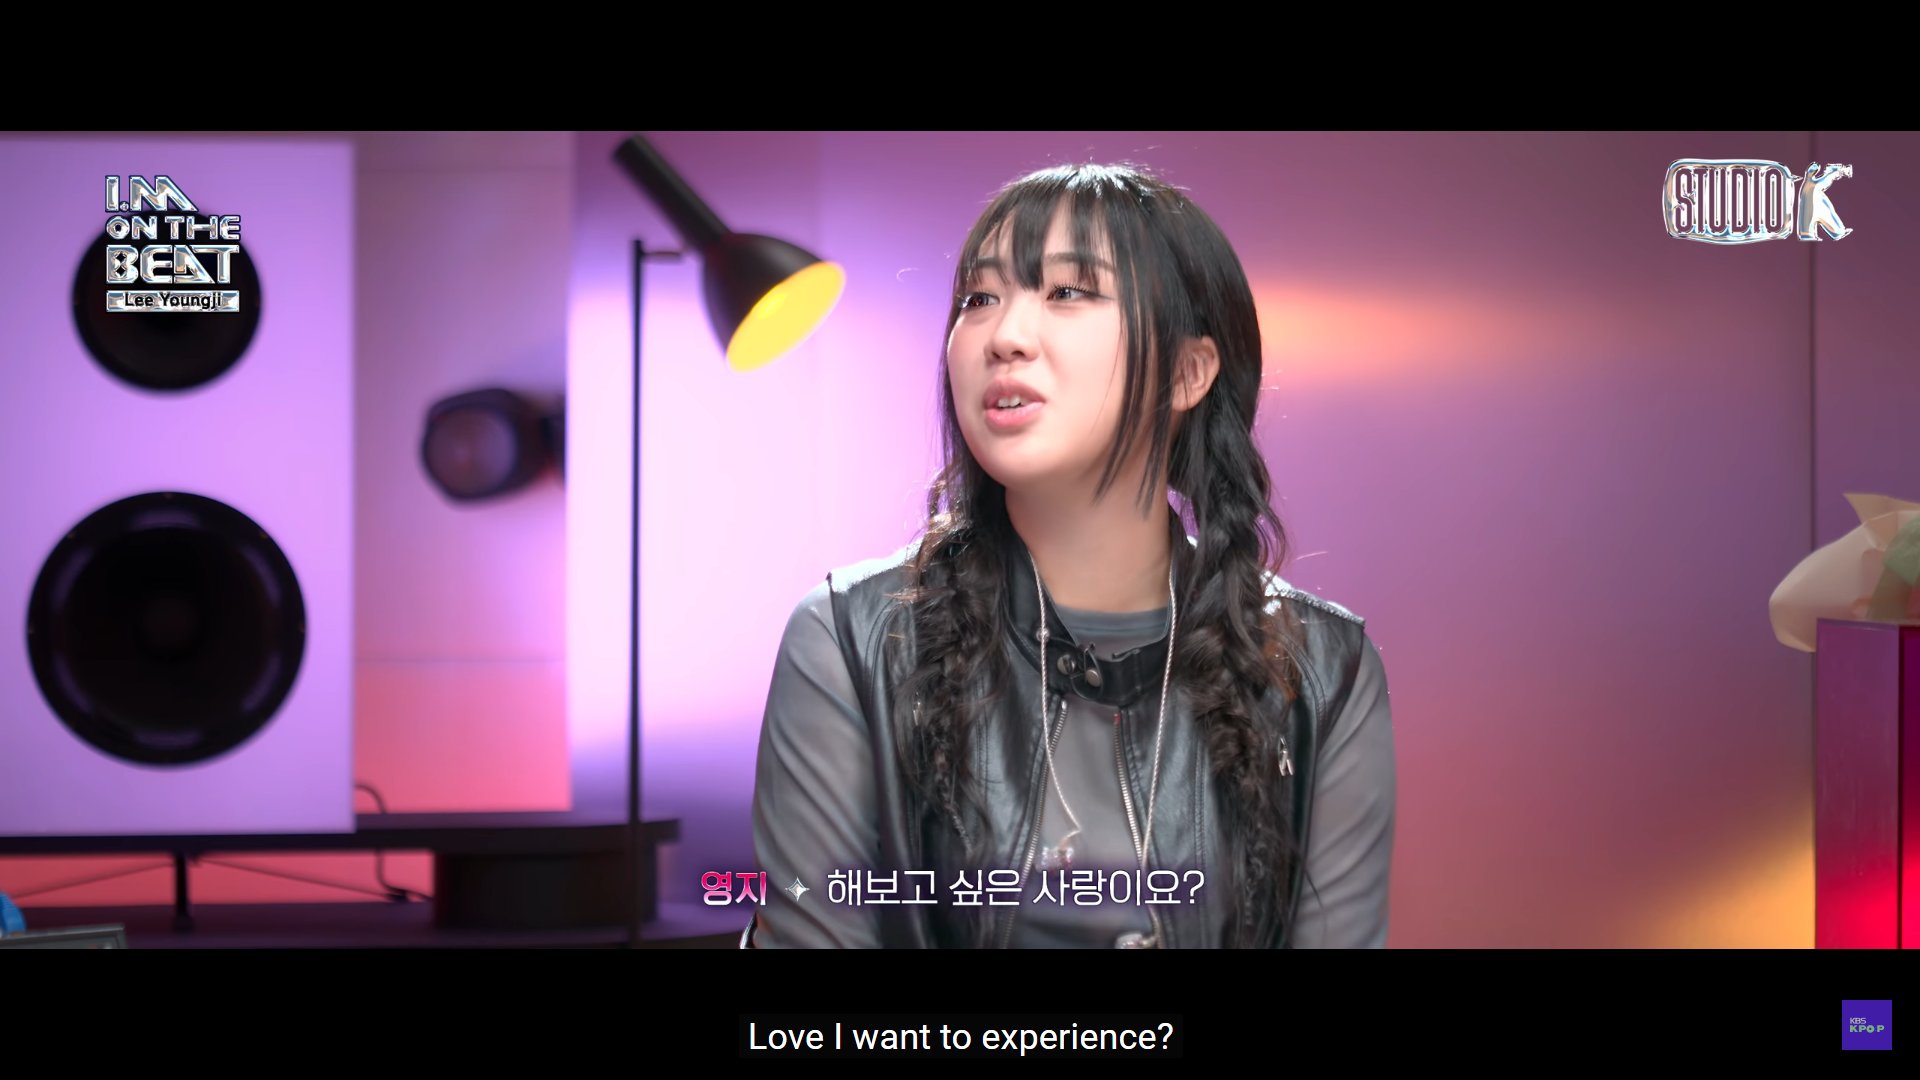 I.M
ON THE
BEAT
Lee Youngji
STUDIO K
영지 해보고 싶은 사랑이요?
Love I want to experience?
KBS
KPOP